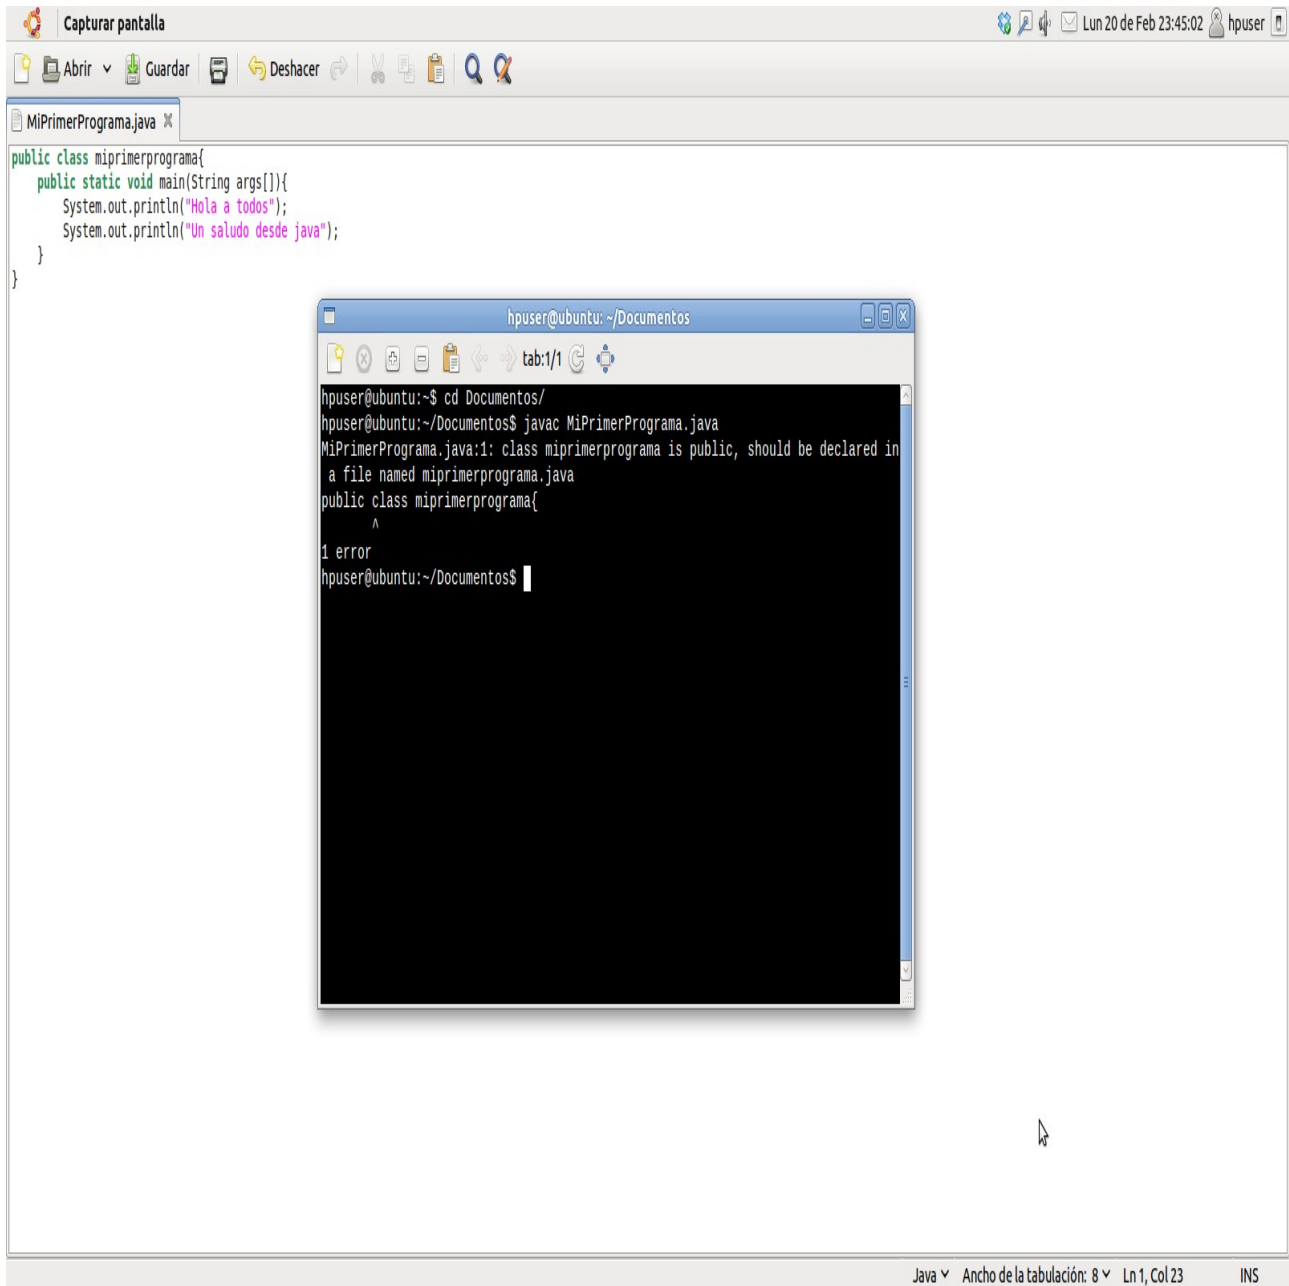 Capturar pantalla
Lun 20 de Feb 23:45:02 hpuser
Abrir Guardar Deshacer
MiPrimerPrograma.java
public class miprimerprograma{
public static void main(String args[]){
System.out.println("Hola a todos");
System.out.println("Un saludo desde java");
}
}
hpuser@ubuntu: ~/Documentos
tab:1/1
hpuser@ubuntu:~$ cd Documentos/
hpuser@ubuntu:~/Documentos$ javac MiPrimerPrograma.java
MiPrimerPrograma.java:1: class miprimerprograma is public, should be declared in
a file named miprimerprograma.java
public class miprimerprograma{
^
1 error
hpuser@ubuntu:~/Documentos$
Java Ancho de la tabulación: 8 Ln 1, Col 23 INS